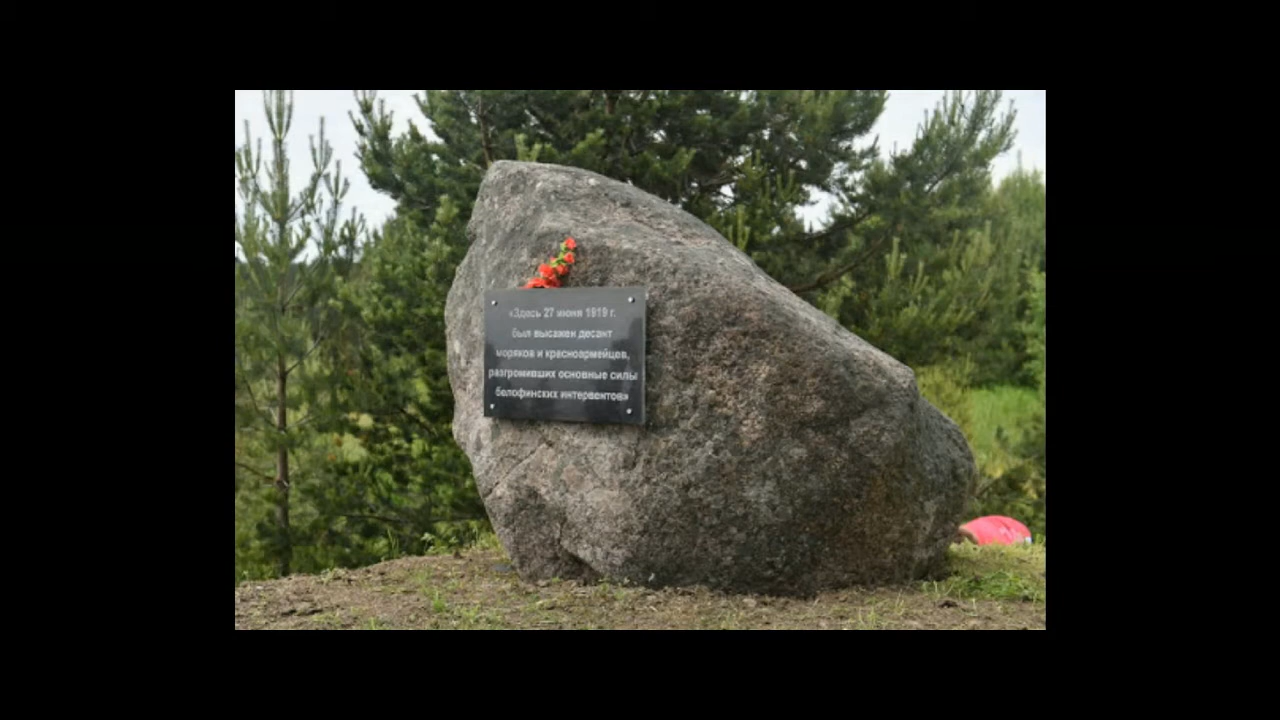 «Здесь 27 июня 1919 г.
был высажен десант
моряков и красноармейцев,
разгромивших основные силы
белофинских интервентов»